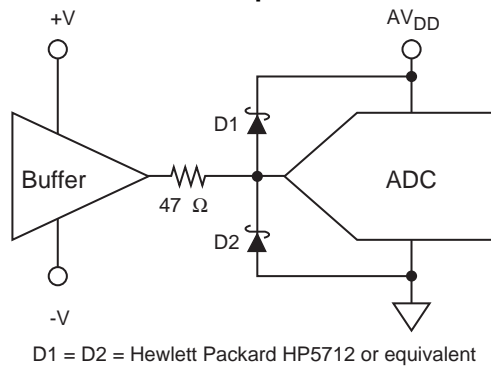 +V
AVDD
D1
Buffer
ADC
47 Ω
D2
-V
D1 = D2 = Hewlett Packard HP5712 or equivalent